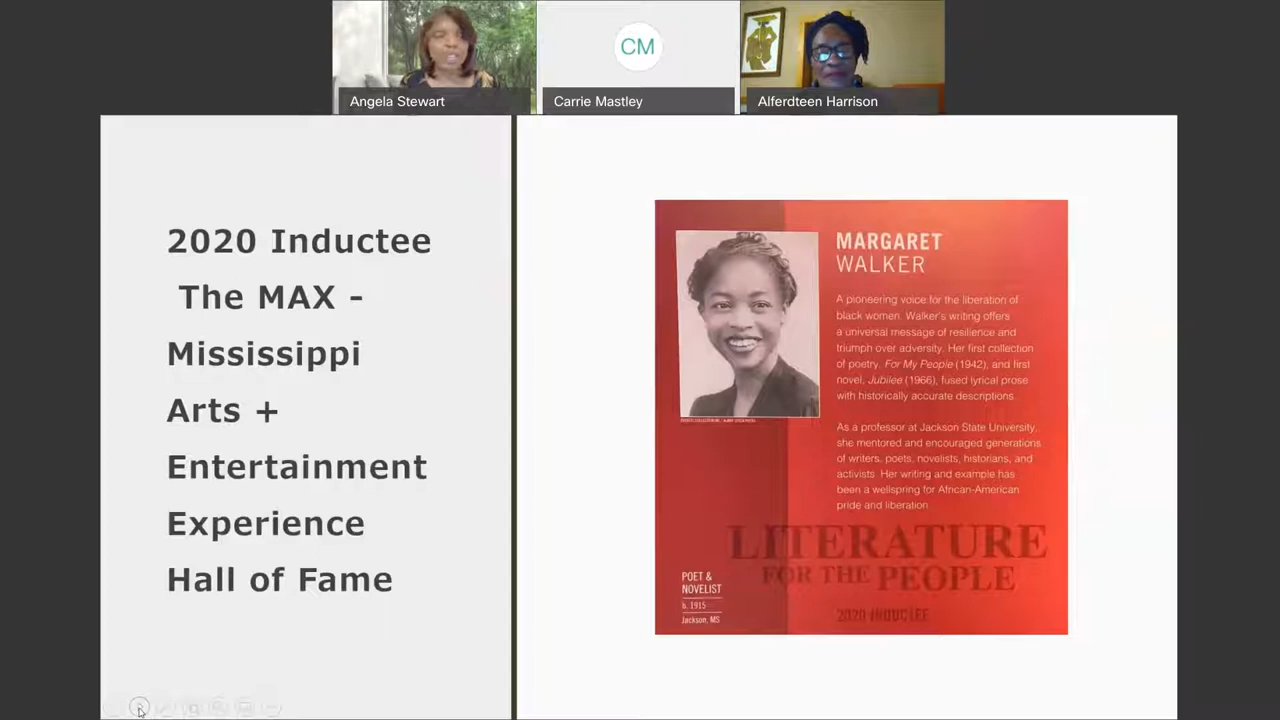 CM
Angela Stewart
Carrie Mastley
Alferdteen Harrison
2020 Inductee
The MAX -
Mississippi
Arts +
Entertainment
Experience
Hall of Fame
MARGARET
WALKER
A pioneering voice for the liberation of
black women, Walker's writing offers
a universal message of resilience and
triumph over adversity. Her first collection
of poetry, For My People (1942), and first
novel, Jubilee (1966), fused lyrical prose
with historically accurate descriptions.
As a professor at Jackson State University,
she mentored and encouraged generations
of writers, poets, novelists, historians, and
activists. Her writing and example has
been a wellspring for African-American
pride and liberation.
LITERATURE
FOR THE PEOPLE
2020 INDUCTEE
POET &
NOVELIST
b. 1915
Jackson, MS